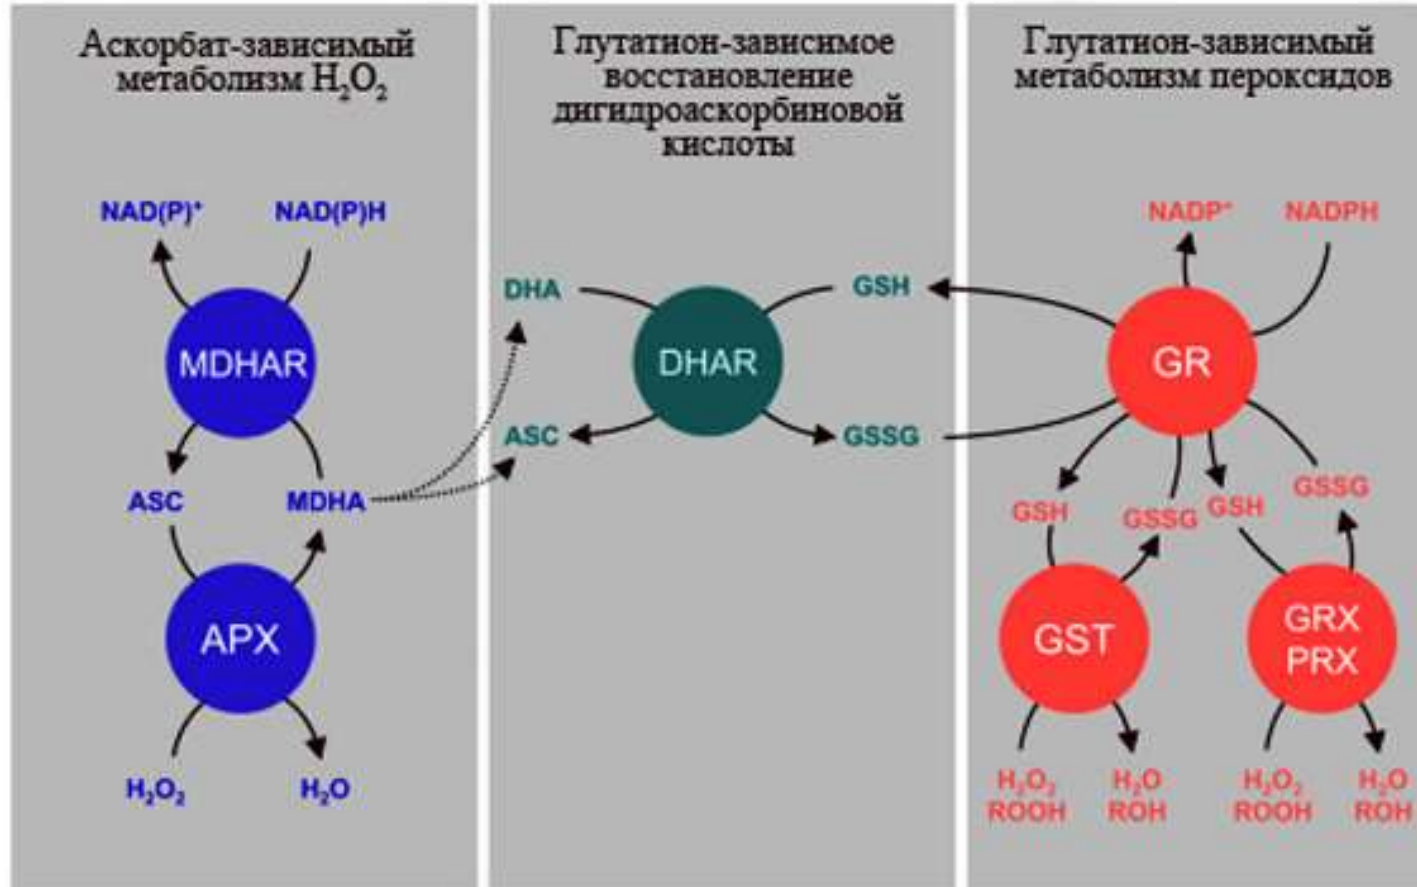 Аскорбат-зависимый
метаболизм H₂O₂
NAD(P)⁺ NAD(P)H
MDHAR
ASC MDHA
APX
H₂O₂ H₂O
Глутатион-зависимое
восстановление
дигидроаскорбиновой
кислоты
DHA GSH
DHAR
ASC GSSG
Глутатион-зависимый
метаболизм пероксидов
NADP⁺ NADPH
GR
GSH GSSG GSH GSSG
GST
GRX
PRX
H₂O₂ H₂O H₂O₂ H₂O
ROOH ROH ROOH ROH